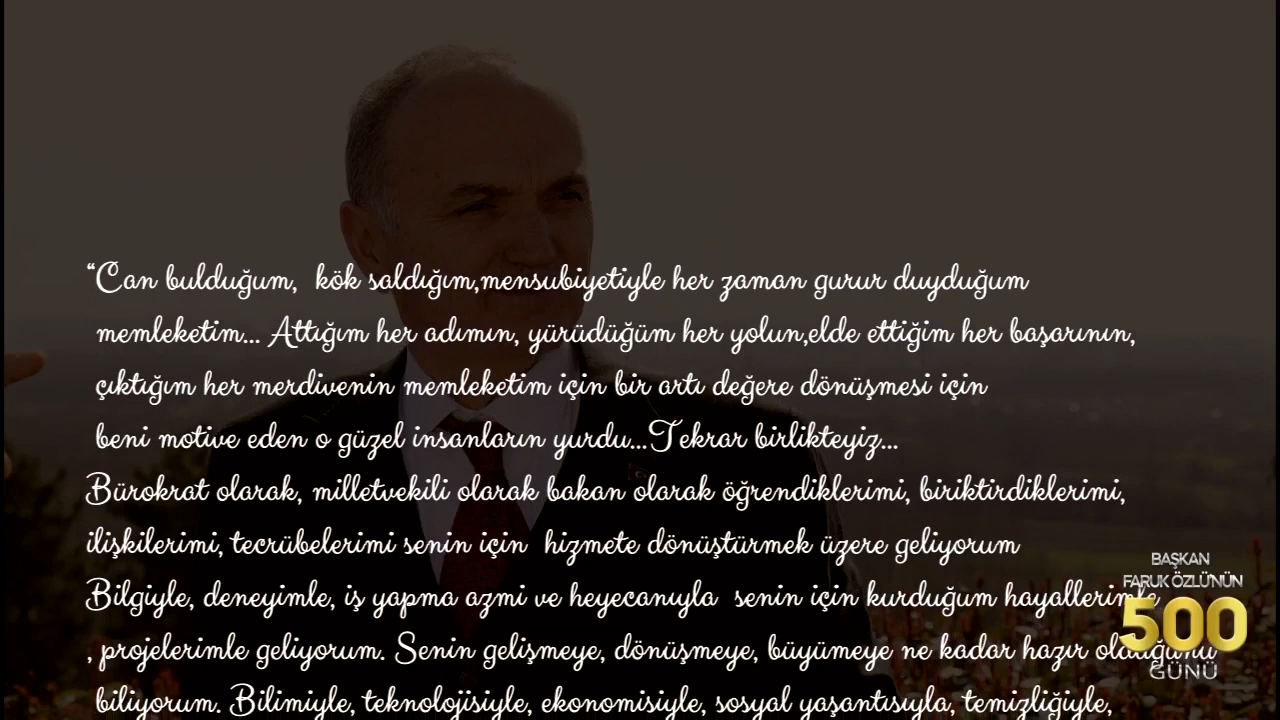 “Can bulduğum, kök saldığım,mensubiyetiyle her zaman gurur duyduğum
memleketim... Attığım her adımın, yürüdüğüm her yolun,elde ettiğim her başarının,
çıktığım her merdivenin memleketim için bir artı değere dönüşmesi için
beni motive eden o güzel insanların yurdu...Tekrar birlikteyiz...
Bürokrat olarak, milletvekili olarak bakan olarak öğrendiklerimi, biriktirdiklerimi,
ilişkilerimi, tecrübelerimi senin için hizmete dönüştürmek üzere geliyorum
Bilgiyle, deneyimle, iş yapma azmi ve heyecanıyla senin için kurduğum hayallerimle
, projelerimle geliyorum. Senin gelişmeye, dönüşmeye, büyümeye ne kadar hazır olduğunu
biliyorum. Bilimiyle, teknolojisiyle, ekonomisiyle, sosyal yaşantısıyla, temizliğiyle,
BAŞKAN
FARUK ÖZLÜ'NÜN
500
GÜNÜ